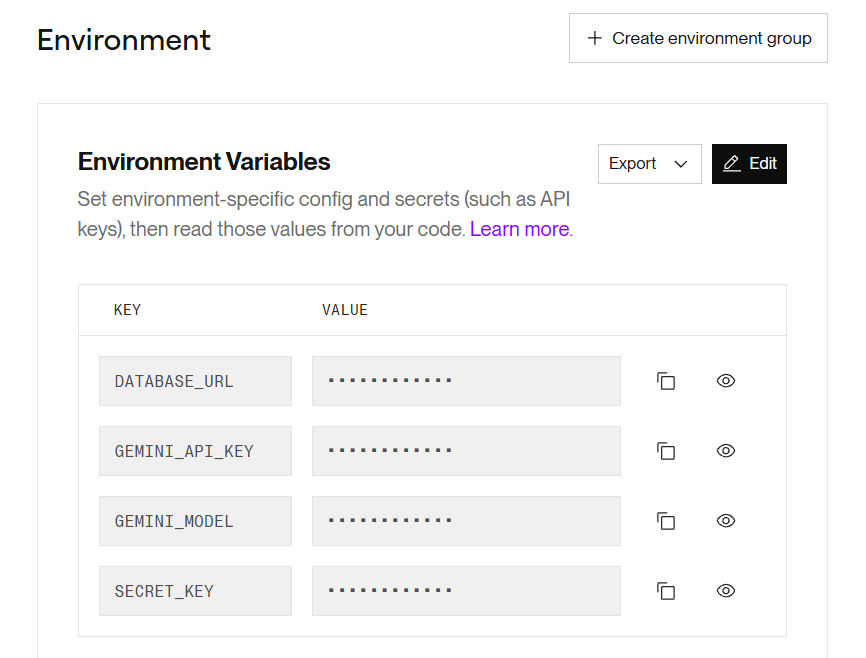 Environment
+ Create environment group
Environment Variables
Export
Edit
Set environment-specific config and secrets (such as API
keys), then read those values from your code. Learn more.
KEY VALUE
DATABASE_URL ············
GEMINI_API_KEY ············
GEMINI_MODEL ············
SECRET_KEY ············